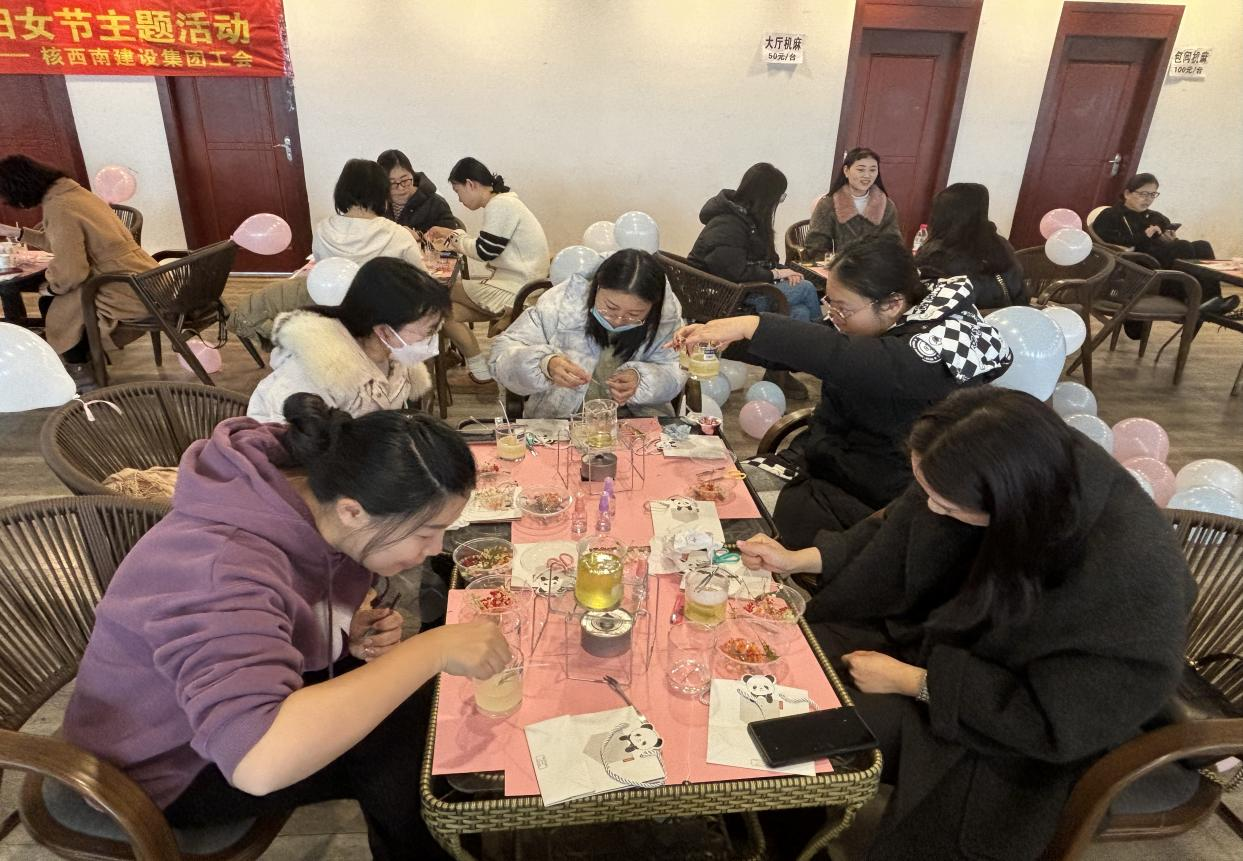 妇女节主题活动
—— 核西南建设集团工会
大厅机麻
50元/台
包间机麻
100元/台